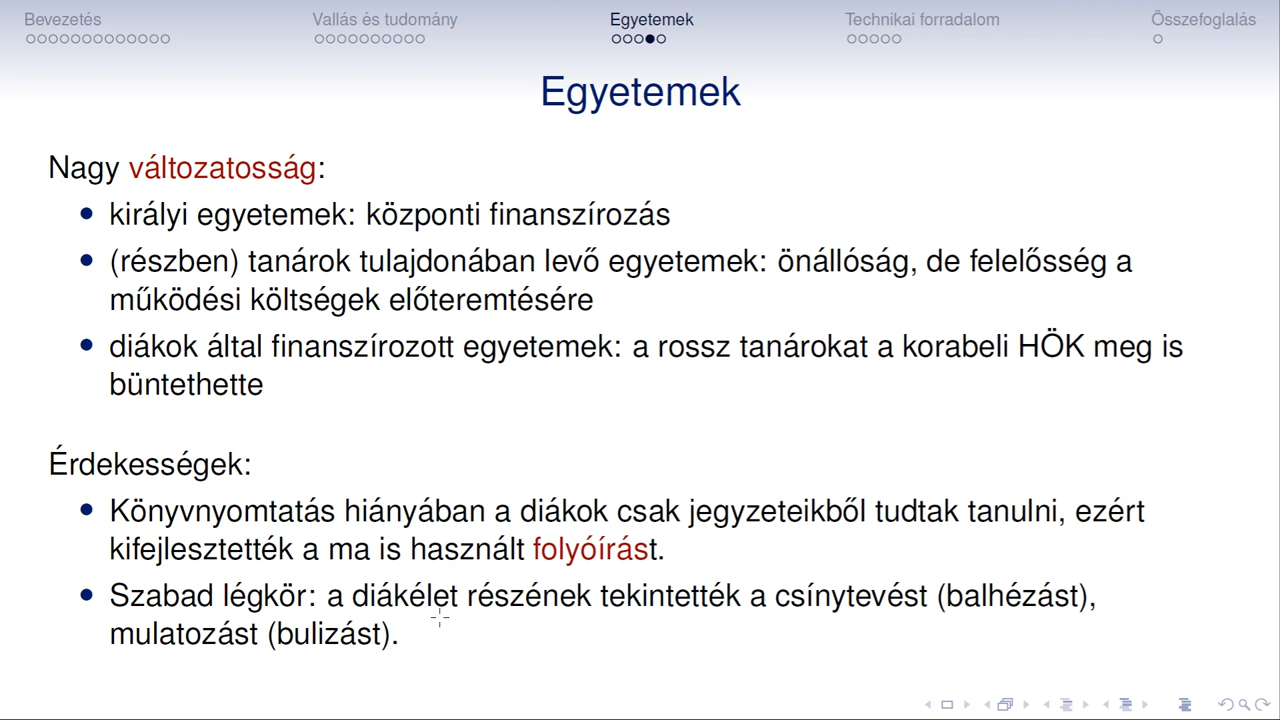 Bevezetés
Vallás és tudomány
Egyetemek
Technikai forradalom
Összefoglalás
Egyetemek
Nagy változatosság:
királyi egyetemek: központi finanszírozás
(részben) tanárok tulajdonában levő egyetemek: önállóság, de felelősség a
működési költségek előteremtésére
diákok által finanszírozott egyetemek: a rossz tanárokat a korabeli HÖK meg is
büntethette
Érdekességek:
Könyvnyomtatás hiányában a diákok csak jegyzeteikből tudtak tanulni, ezért
kifejlesztették a ma is használt folyóírást.
Szabad légkör: a diákélet részének tekintették a csínytevést (balhézást),
mulatozást (bulizást).